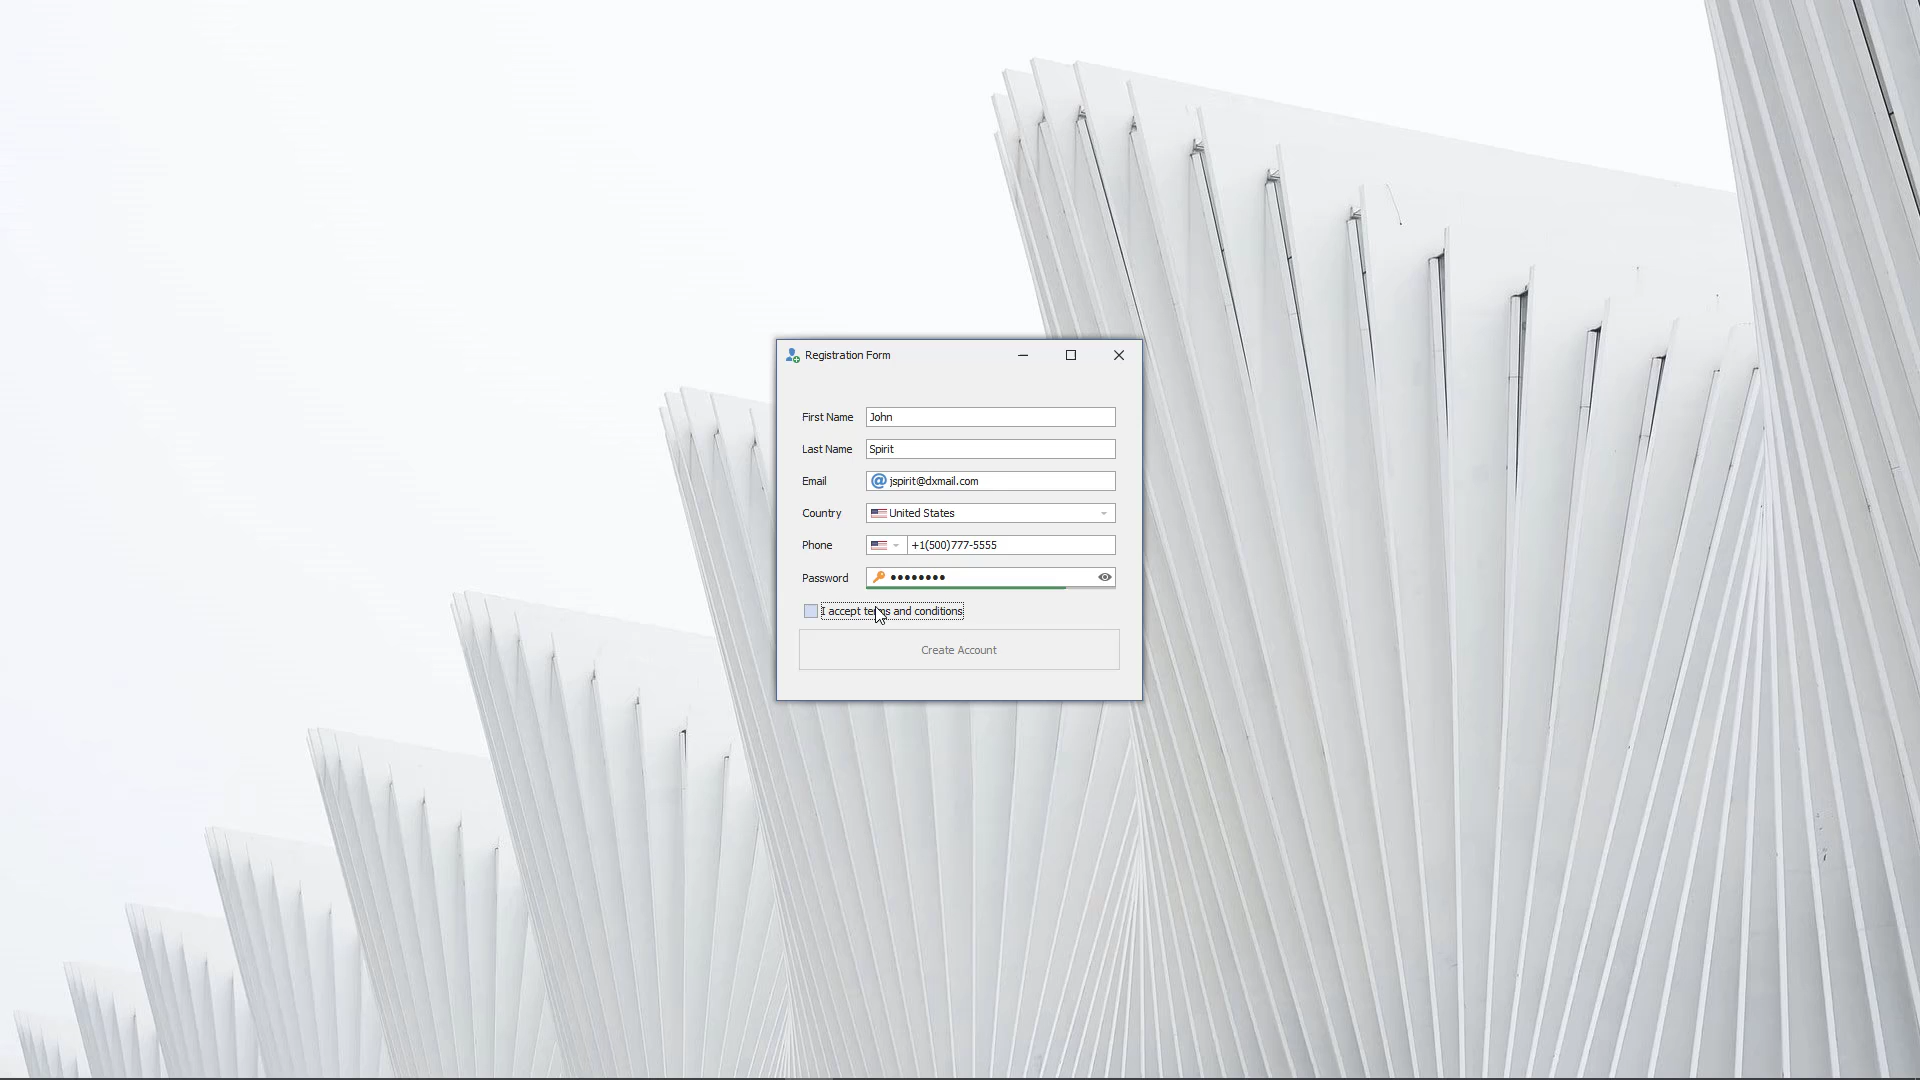 Registration Form
First Name John
Last Name Spirit
Email @ jspirit@dxmail.com
Country United States
Phone +1(500)777-5555
Password ••••••••
I accept terms and conditions
Create Account